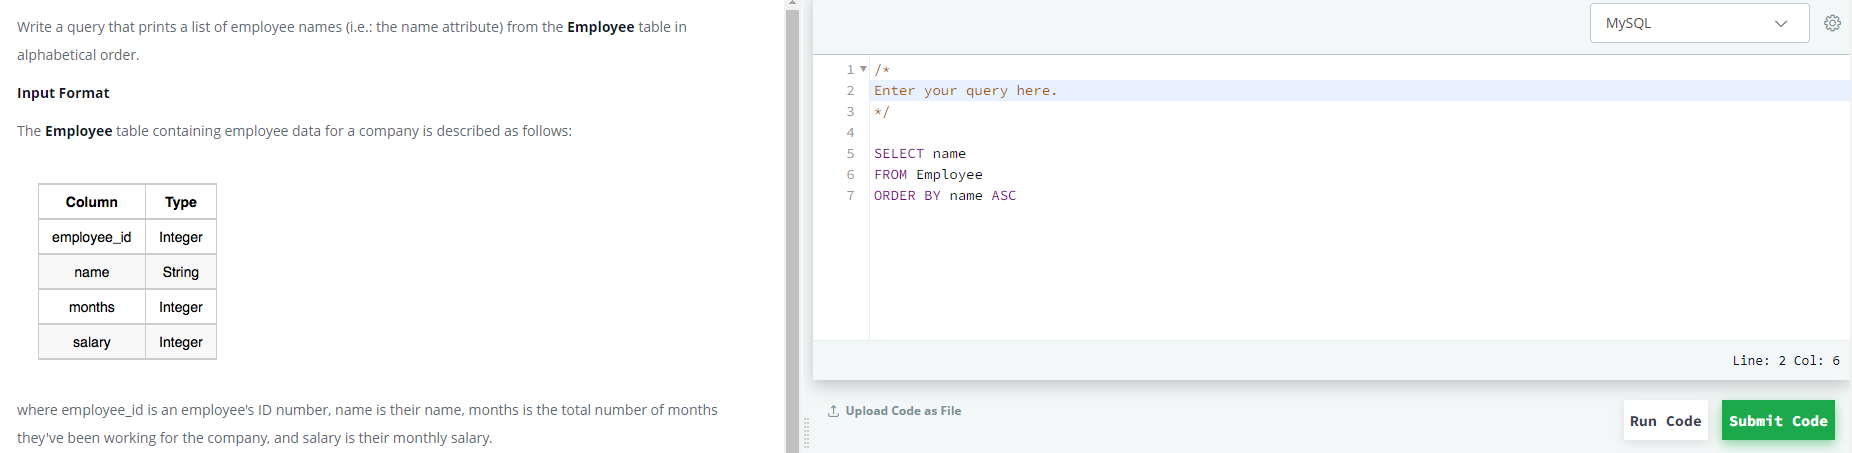 Write a query that prints a list of employee names (i.e.: the name attribute) from the Employee table in
alphabetical order.
Input Format
The Employee table containing employee data for a company is described as follows:
Column Type
employee_id Integer
name String
months Integer
salary Integer
where employee_id is an employee's ID number, name is their name, months is the total number of months
they've been working for the company, and salary is their monthly salary.
MySQL
1 /*
2 Enter your query here.
3 */
4
5 SELECT name
6 FROM Employee
7 ORDER BY name ASC
Line: 2 Col: 6
Upload Code as File
Run Code
Submit Code